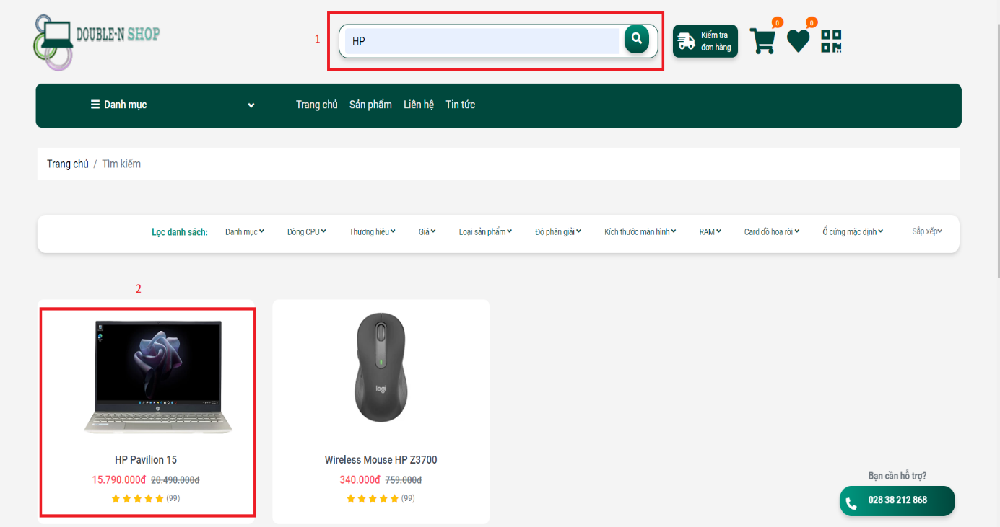 DOUBLE-N SHOP
1
HP
Kiểm tra
đơn hàng
0
0
Danh mục
Trang chủ Sản phẩm Liên hệ Tin tức
Trang chủ / Tìm kiếm
Lọc danh sách: Danh mục Dòng CPU Thương hiệu Giá Loại sản phẩm Độ phân giải Kích thước màn hình RAM Card đồ hoạ rời Ổ cứng mặc định Sắp xếp
2
logi
HP Pavilion 15
15.790.000đ 20.490.000đ
(99)
Wireless Mouse HP Z3700
340.000đ 759.000đ
(99)
Bạn cần hỗ trợ?
028 38 212 868